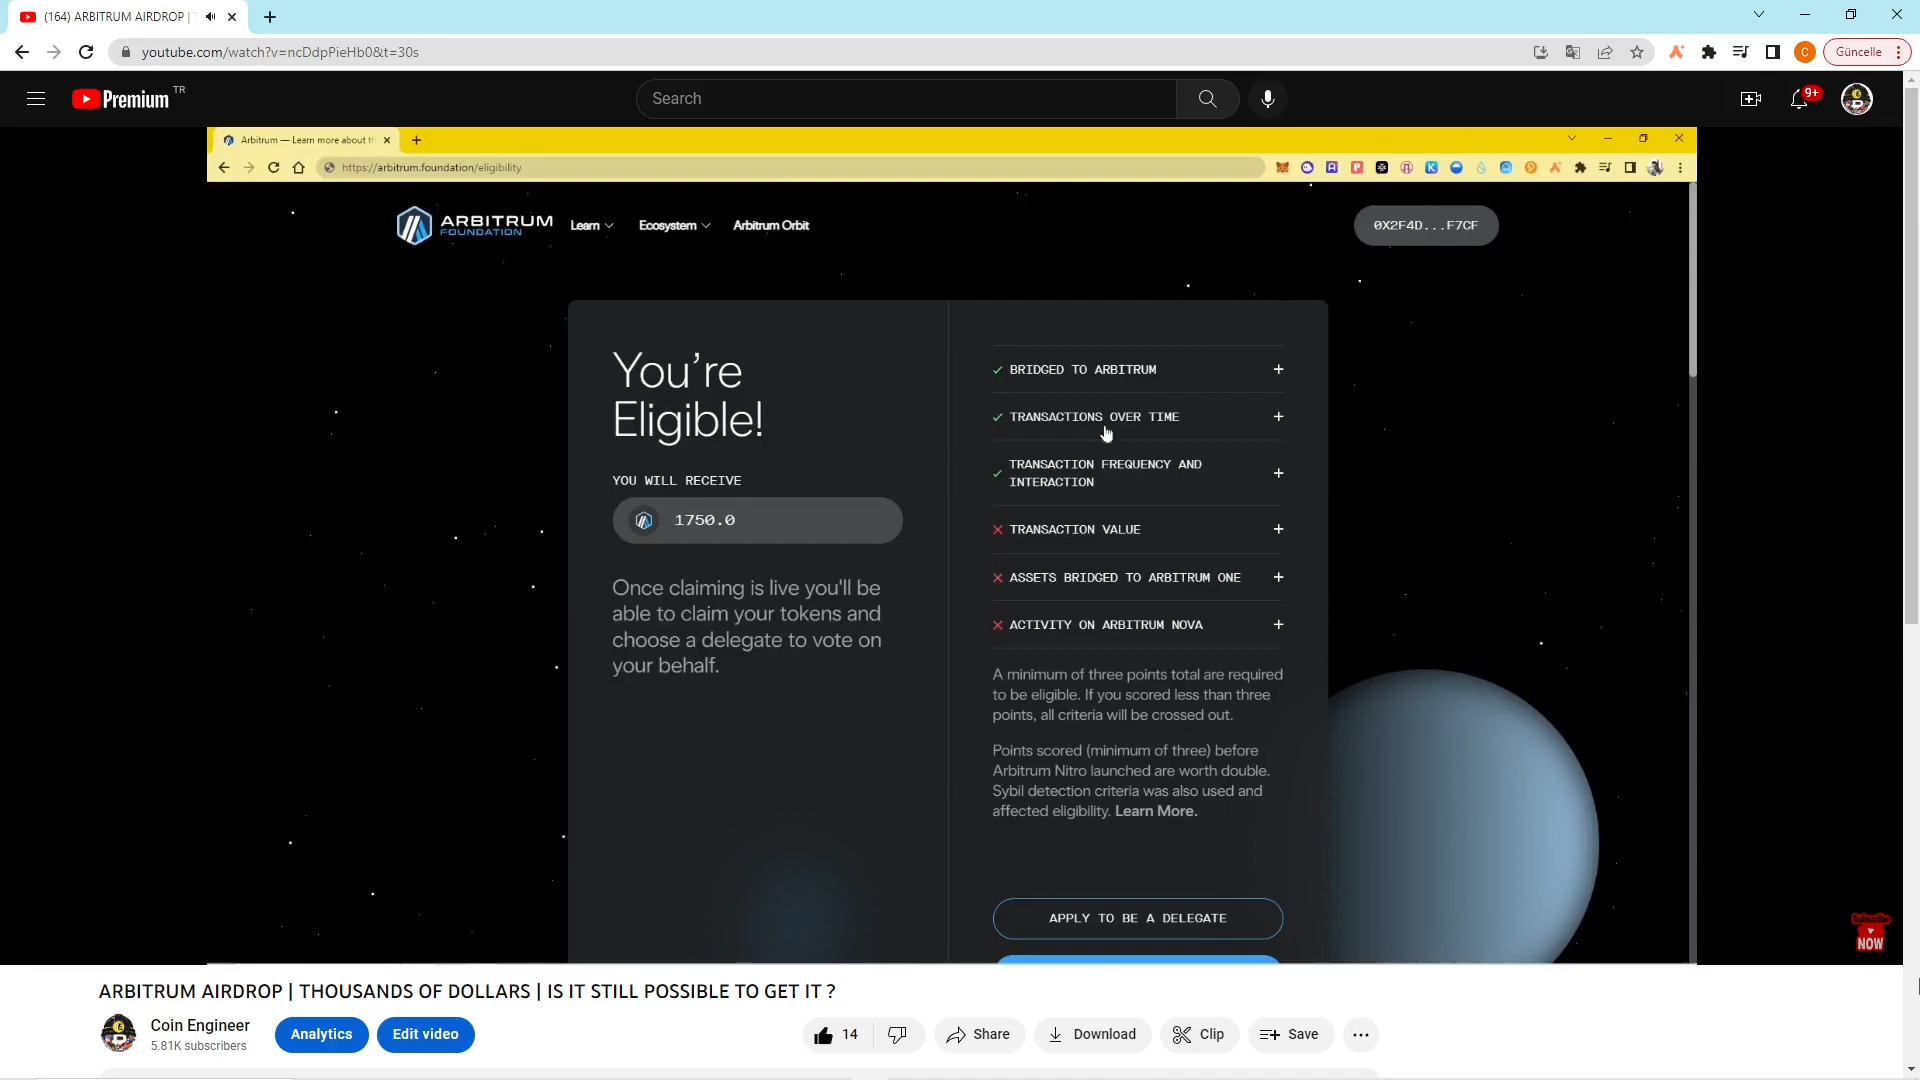 (164) ARBITRUM AIRDROP |
youtube.com/watch?v=ncDdpPieHb0&t=30s
C
Güncelle
Premium TR
Search
9+
Arbitrum — Learn more about th
https://arbitrum.foundation/eligibility
ARBITRUM
FOUNDATION
Learn
Ecosystem
Arbitrum Orbit
0X2F4D...F7CF
You're
Eligible!
YOU WILL RECEIVE
1750.0
Once claiming is live you'll be
able to claim your tokens and
choose a delegate to vote on
your behalf.
BRIDGED TO ARBITRUM
TRANSACTIONS OVER TIME
TRANSACTION FREQUENCY AND
INTERACTION
TRANSACTION VALUE
ASSETS BRIDGED TO ARBITRUM ONE
ACTIVITY ON ARBITRUM NOVA
A minimum of three points total are required
to be eligible. If you scored less than three
points, all criteria will be crossed out.
Points scored (minimum of three) before
Arbitrum Nitro launched are worth double.
Sybil detection criteria was also used and
affected eligibility. Learn More.
APPLY TO BE A DELEGATE
Subscribe
NOW
ARBITRUM AIRDROP | THOUSANDS OF DOLLARS | IS IT STILL POSSIBLE TO GET IT ?
Coin Engineer
5.81K subscribers
Analytics
Edit video
14
Share
Download
Clip
Save